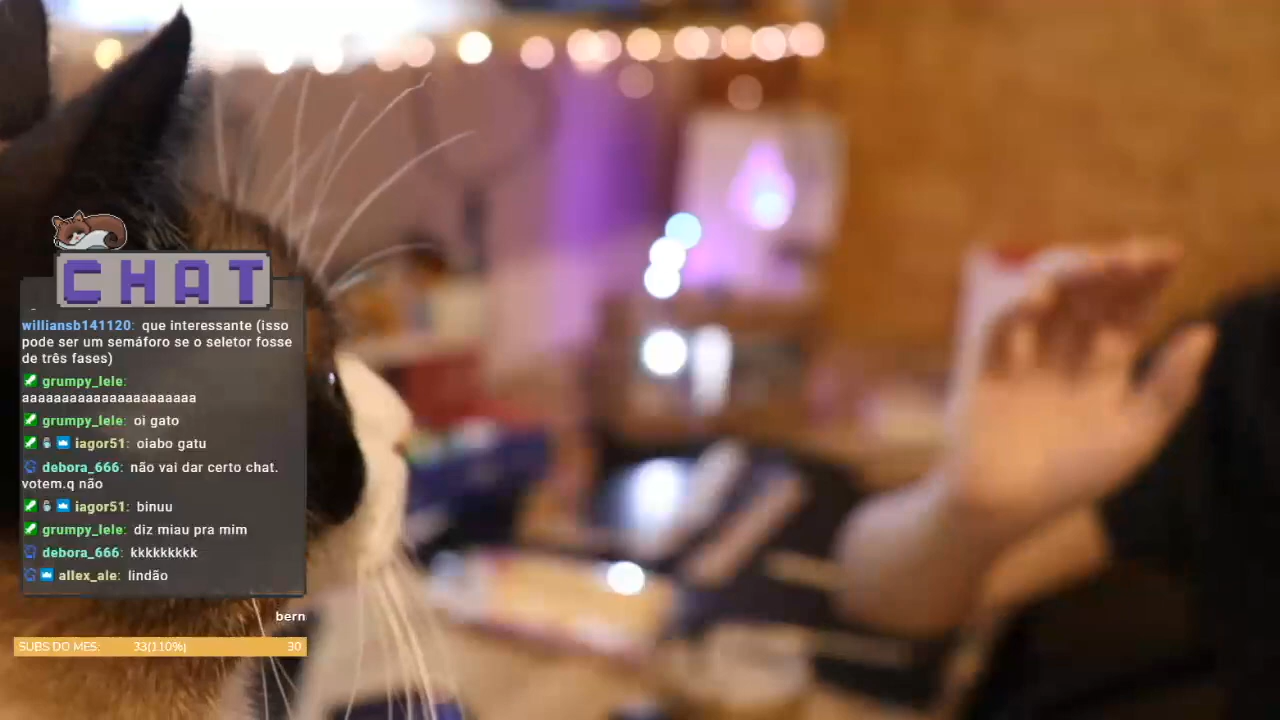 CHAT
williansb141120: que interessante (isso
pode ser um semáforo se o seletor fosse
de três fases)
grumpy_lele:
aaaaaaaaaaaaaaaaaaaaaa
grumpy_lele: oi gato
iagor51: oiabo gatu
debora_666: não vai dar certo chat.
votem.q não
iagor51: binuu
grumpy_lele: diz miau pra mim
debora_666: kkkkkkkkk
allex_ale: lindão
bern
SUBS DO MES: 33(110%) 30